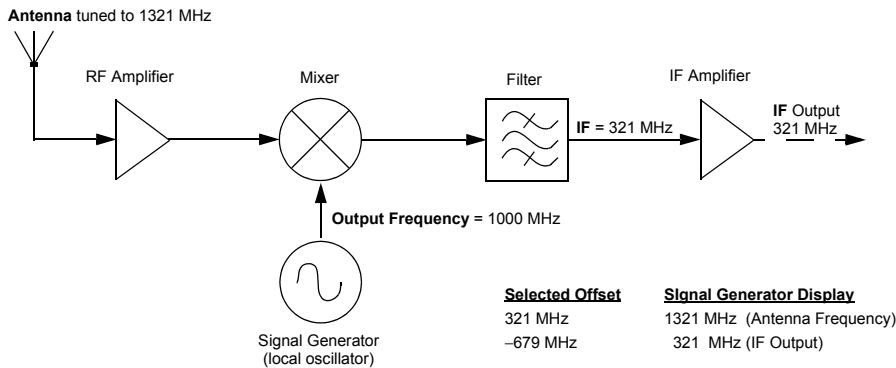 Antenna tuned to 1321 MHz
RF Amplifier
Mixer
Filter
IF Amplifier
IF = 321 MHz
IF Output
321 MHz
Output Frequency = 1000 MHz
Signal Generator
(local oscillator)
Selected Offset
SIgnal Generator Display
321 MHz
1321 MHz (Antenna Frequency)
–679 MHz
321 MHz (IF Output)